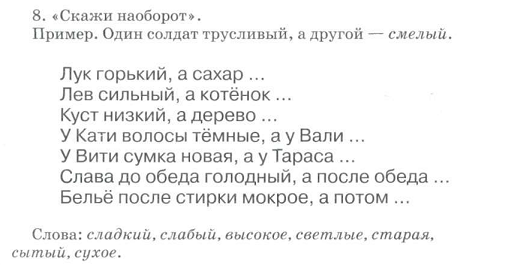 8. «Скажи наоборот».
Пример. Один солдат трусливый, а другой — смелый.
Лук горький, а сахар ...
Лев сильный, а котёнок ...
Куст низкий, а дерево ...
У Кати волосы тёмные, а у Вали ...
У Вити сумка новая, а у Тараса ...
Слава до обеда голодный, а после обеда ...
Бельё после стирки мокрое, а потом ...
Слова: сладкий, слабый, высокое, светлые, старая,
сытый, сухое.